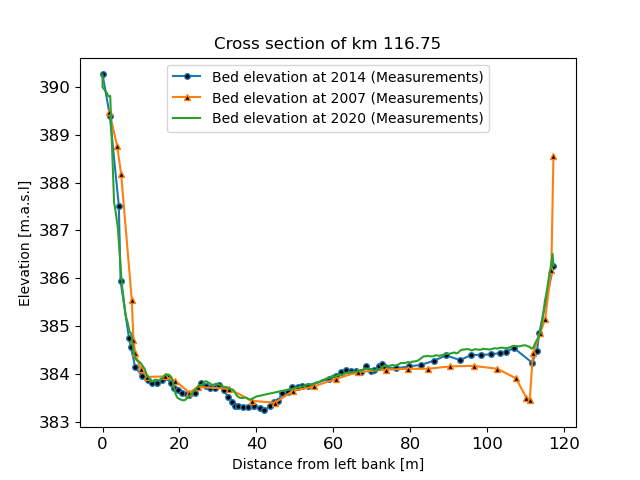 Cross section of km 116.75
Bed elevation at 2014 (Measurements)
Bed elevation at 2007 (Measurements)
Bed elevation at 2020 (Measurements)
Elevation [m.a.s.l]
390
389
388
387
386
385
384
383
0 20 40 60 80 100 120
Distance from left bank [m]